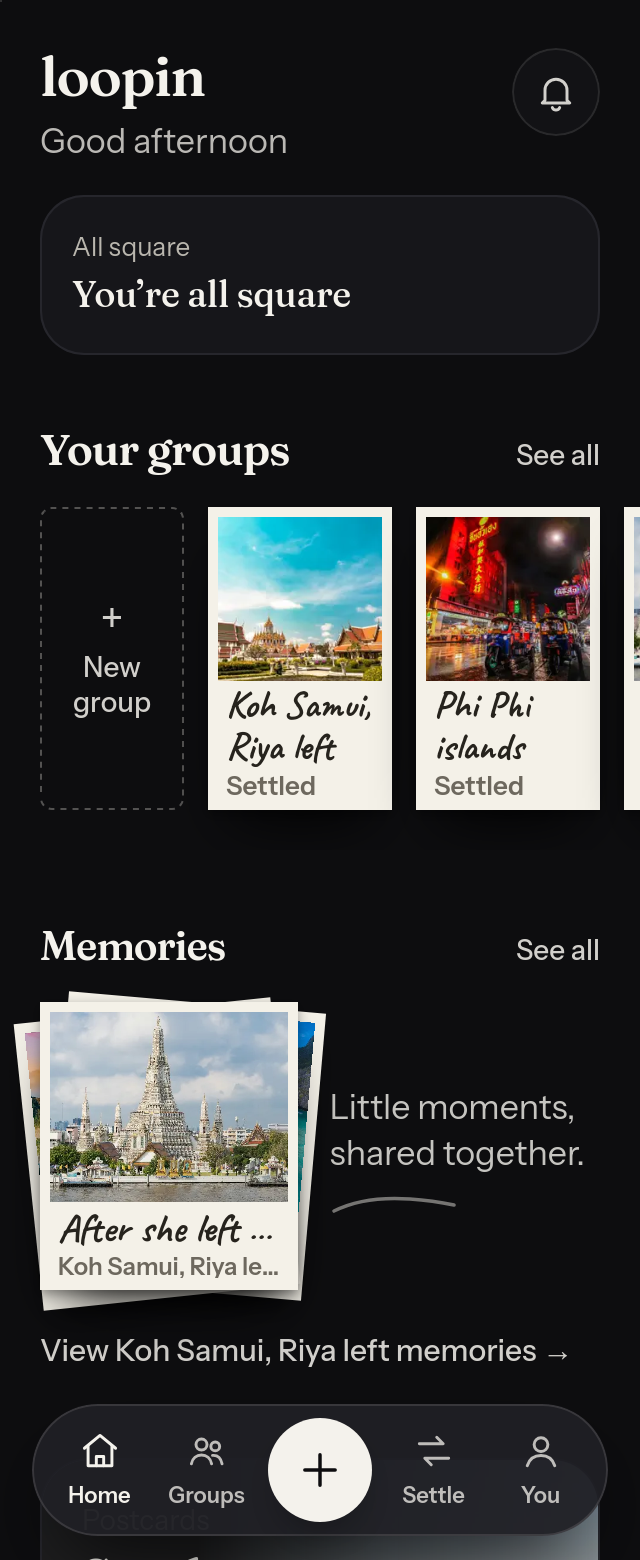 loopin
Good afternoon
All square
You’re all square
Your groups
See all
+
New
group
Koh Samui,
Riya left
Settled
Phi Phi
islands
Settled
Memories
See all
Little moments,
shared together.
After she left ...
Koh Samui, Riya le...
View Koh Samui, Riya left memories →
Home
Groups
Settle
You
Postcards